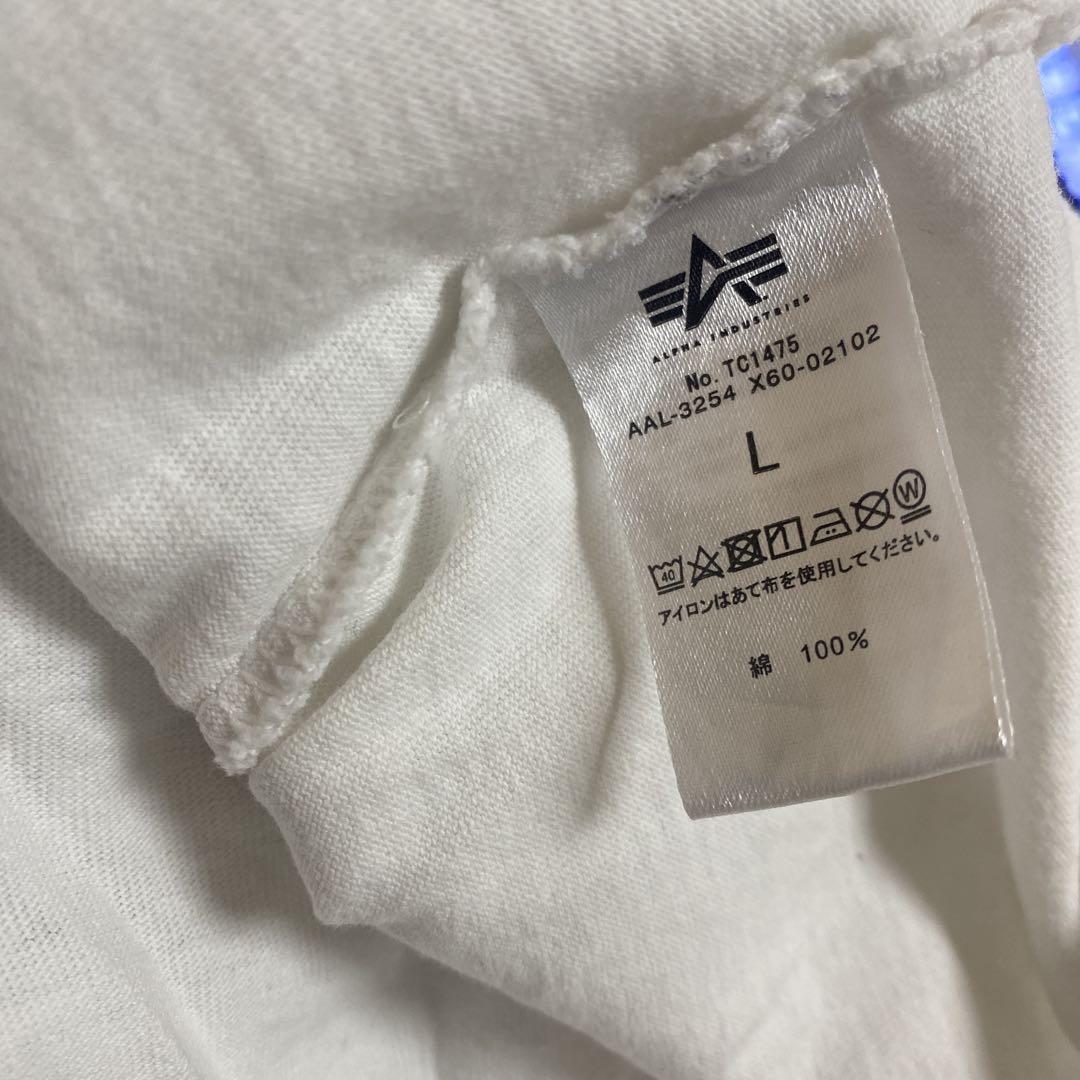 ALPHA INDUSTRIES
No. TC1475
AAL-3254 X60-02102
L
40 W
アイロンはあて布を使用してください。
綿 100%